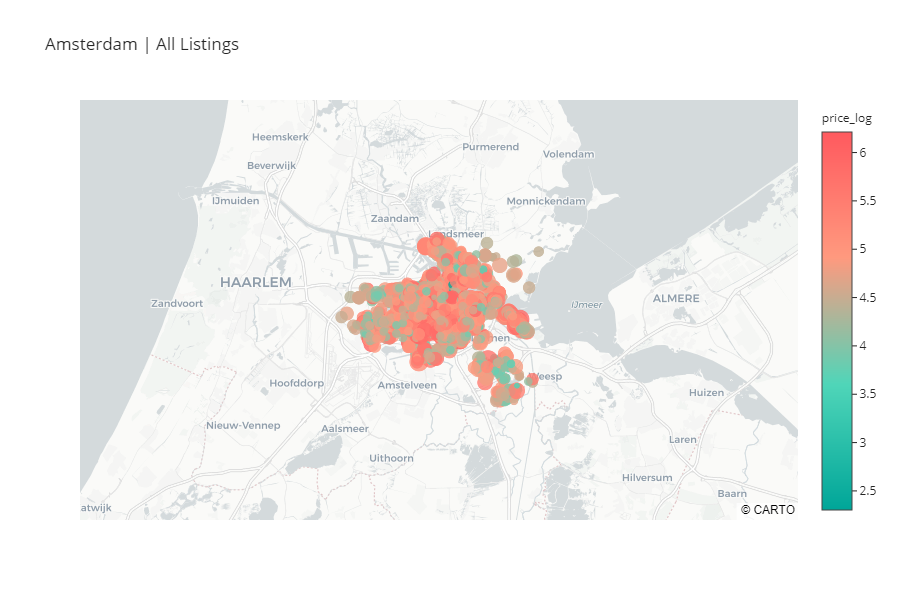 Amsterdam | All Listings
price_log
Heemskerk
Purmerend
Volendam
Beverwijk
IJmuiden
Monnickendam
Zaandam
HAARLEM
Zandvoort
ALMERE
IJmeer
Hoofddorp
Amstelveen
Huizen
Nieuw-Vennep
Aalsmeer
Laren
Uithoorn
Hilversum
Baarn
atwijk
6
5.5
5
4.5
4
3.5
3
2.5
© CARTO